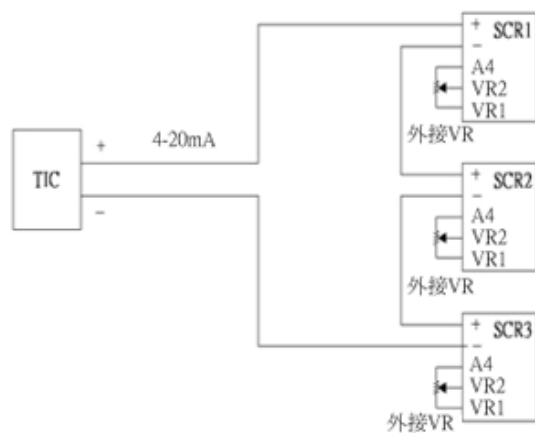 + SCR1
−
A4
VR2
VR1
外接VR
+ 4-20mA
TIC
−
+ SCR2
−
A4
VR2
VR1
外接VR
+ SCR3
−
A4
VR2
VR1
外接VR